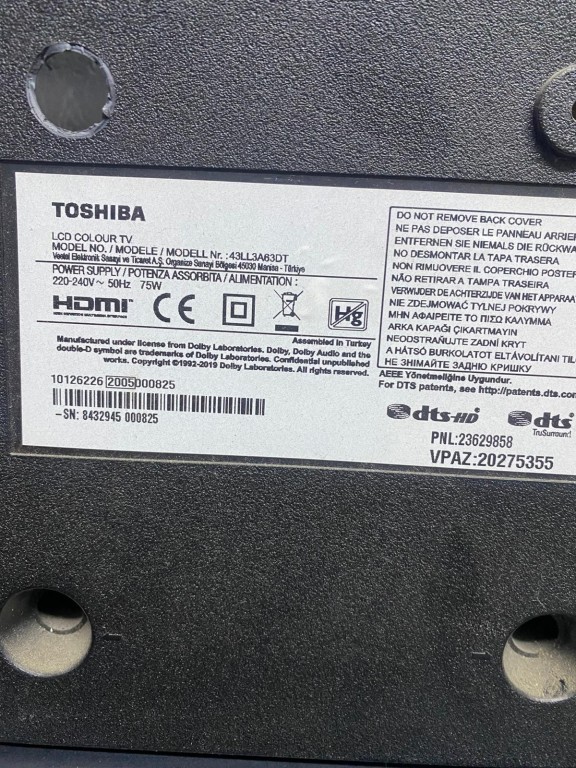 TOSHIBA
LCD COLOUR TV
MODEL NO. / MODELE / MODELL Nr. :43LL3A63DT
Vestel Elektronik Sanayi ve Ticaret A.Ş. Organize Sanayi Bölgesi 45030 Manisa - Türkiye
POWER SUPPLY / POTENZA ASSORBITA / ALIMENTATION :
220-240V~ 50Hz 75W
HDMI
CE
Hg
Assembled in Turkey
Manufactured under license from Dolby Laboratories. Dolby, Dolby Audio and the
double-D symbol are trademarks of Dolby Laboratories. Confidential unpublished
works. Copyright ©1992-2019 Dolby Laboratories. All rights reserved.
10126226 2005 000825
-SN: 8432945 000825
DO NOT REMOVE BACK COVER
NE PAS DEPOSER LE PANNEAU ARRIER
ENTFERNEN SIE NIEMALS DIE RÜCKWA
NO DESMONTAR LA TAPA TRASERA
NON RIMUOVERE IL COPERCHIO POSTER
NÃO RETIRAR A TAMPA TRASEIRA
VERWIJDER DE ACHTERZIJDE VAN HET APPARAA
NIE ZDEJMOWAĆ TYLNEJ POKRYWY
ΜΗΝ ΑΦΑΙΡΕΙΤΕ ΤΟ ΠΙΣΩ ΚΑΛΥΜΜΑ
ARKA KAPAĞI ÇIKARTMAYIN
NEODSTRAŇUJTE ZADNÍ KRYT
A HÁTSÓ BURKOLATOT ELTÁVOLÍTANI TIL
НЕ ЗНІМАЙТЕ ЗАДНЮ КРИШКУ
AEEE Yönetmeliğine Uygundur.
For DTS patents, see http://patents.dts.com
dts-HD
dts
TruSurround
PNL:23629858
VPAZ:20275355